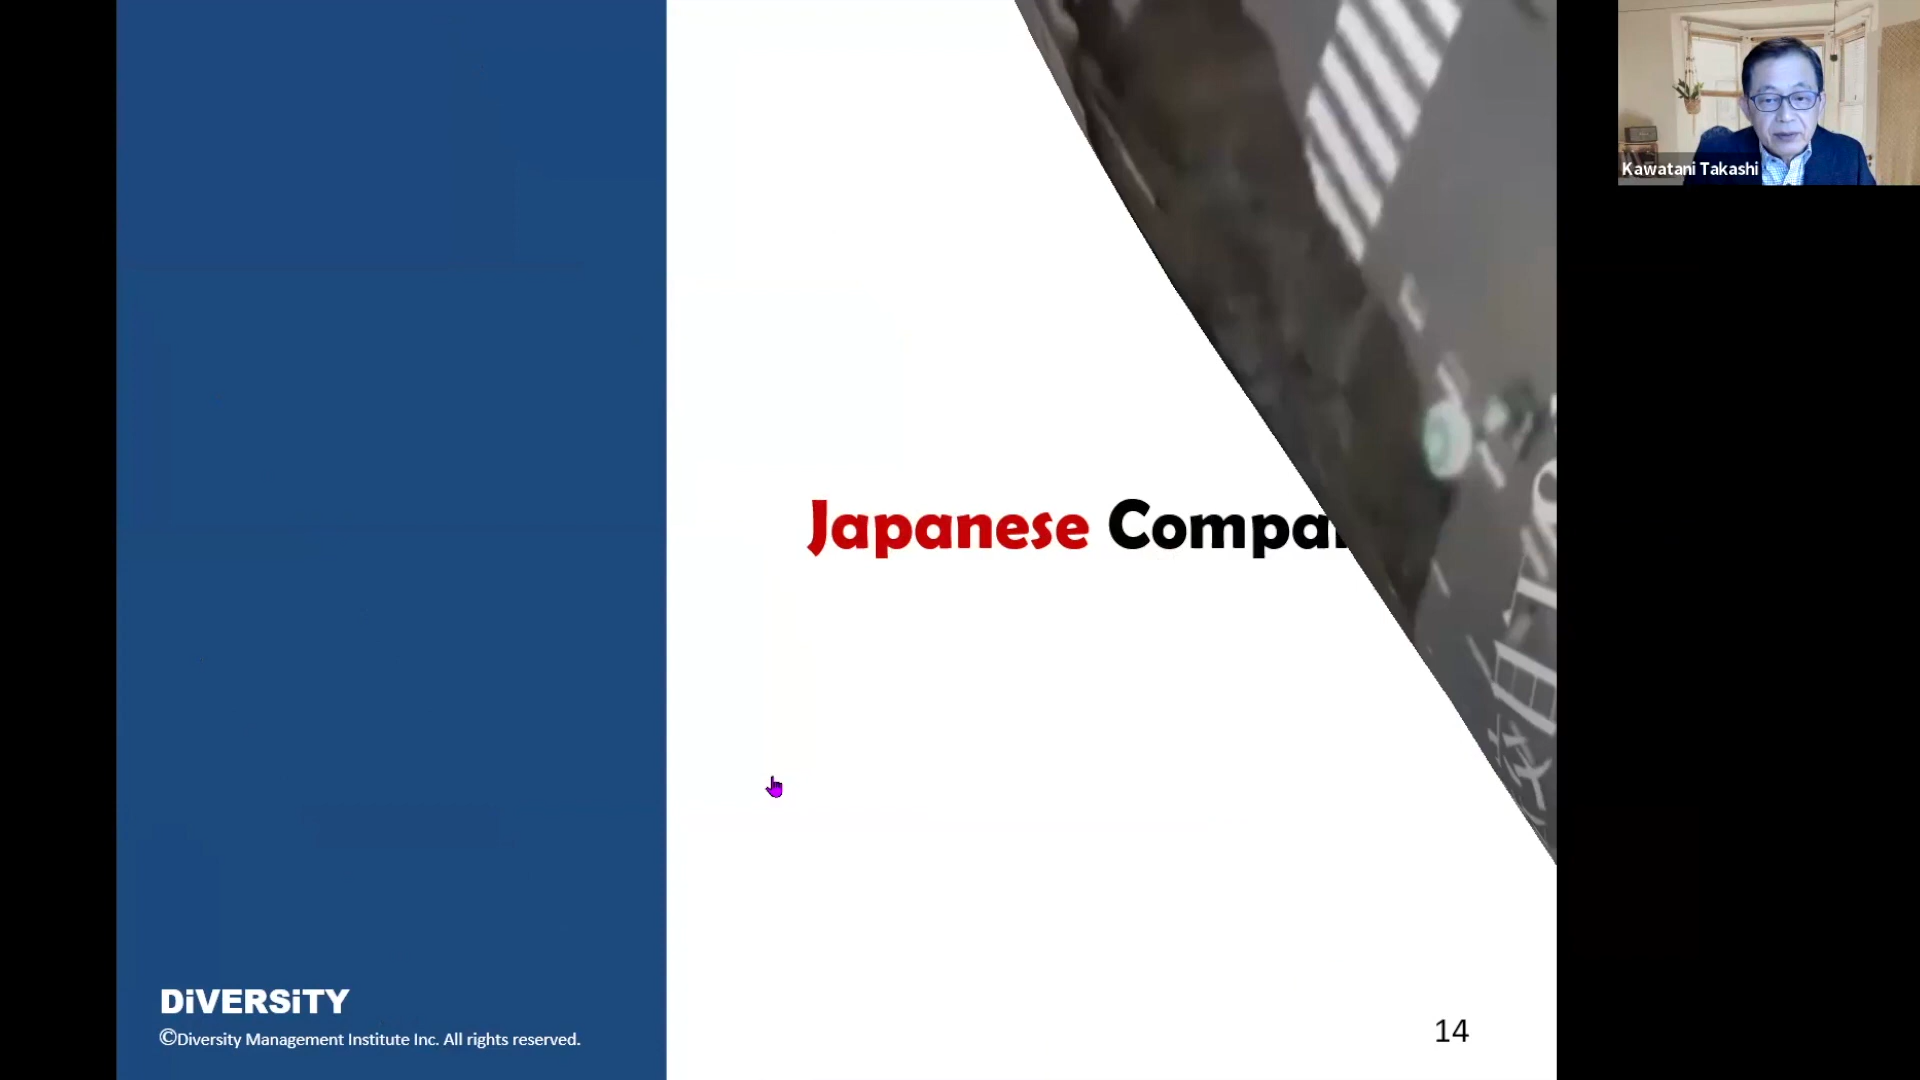 Kawatani Takashi
Japanese Compa
DiVERSiTY
©Diversity Management Institute Inc. All rights reserved.
14